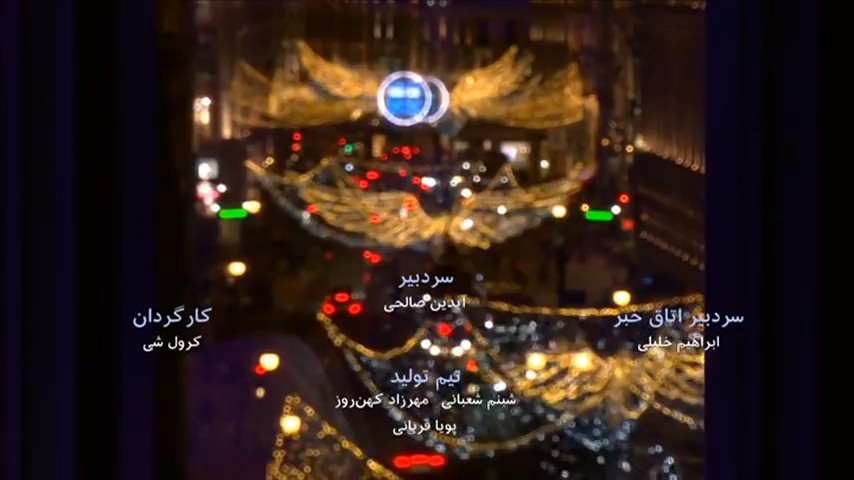 سردبیر
آیدین صالحی
کارگردان
کرول شی
سردبیر اتاق خبر
ابراهیم خلیلی
تیم تولید
شبنم شعبانی مهرزاد کهن‌روز
پویا قربانی